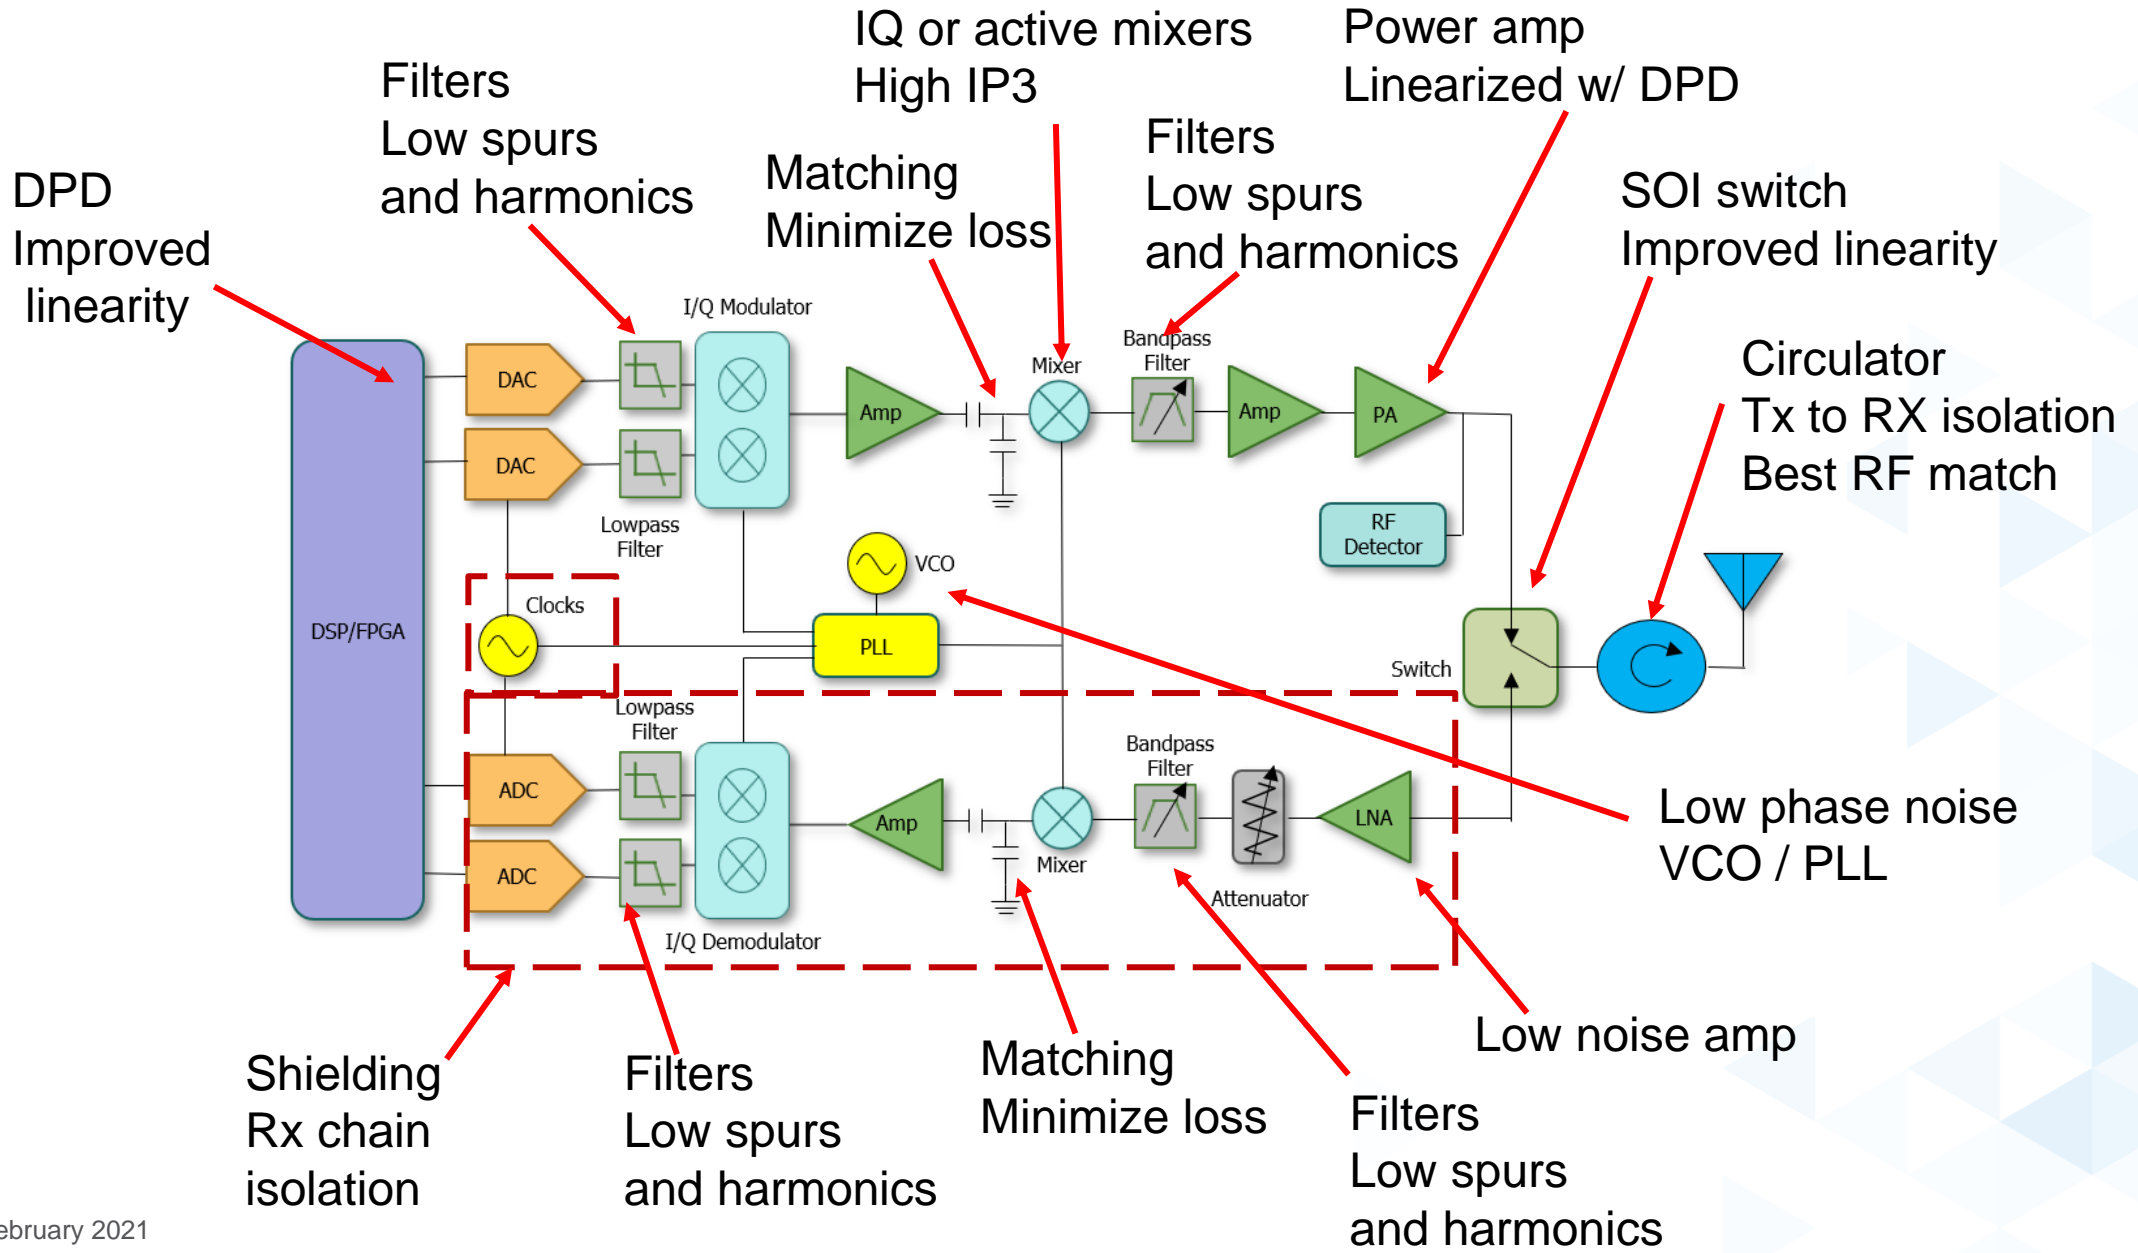 IQ or active mixers
High IP3
Power amp
Linearized w/ DPD
Filters
Low spurs
and harmonics
Matching
Minimize loss
Filters
Low spurs
and harmonics
DPD
Improved
linearity
SOI switch
Improved linearity
Circulator
Tx to RX isolation
Best RF match
I/Q Modulator
DAC
DAC
Lowpass
Filter
Amp
Mixer
Bandpass
Filter
Amp
PA
RF
Detector
VCO
Clocks
DSP/FPGA
PLL
Switch
Lowpass
Filter
ADC
ADC
I/Q Demodulator
Amp
Mixer
Bandpass
Filter
Attenuator
LNA
Low phase noise
VCO / PLL
Low noise amp
Shielding
Rx chain
isolation
Filters
Low spurs
and harmonics
Matching
Minimize loss
Filters
Low spurs
and harmonics
ebruary 2021